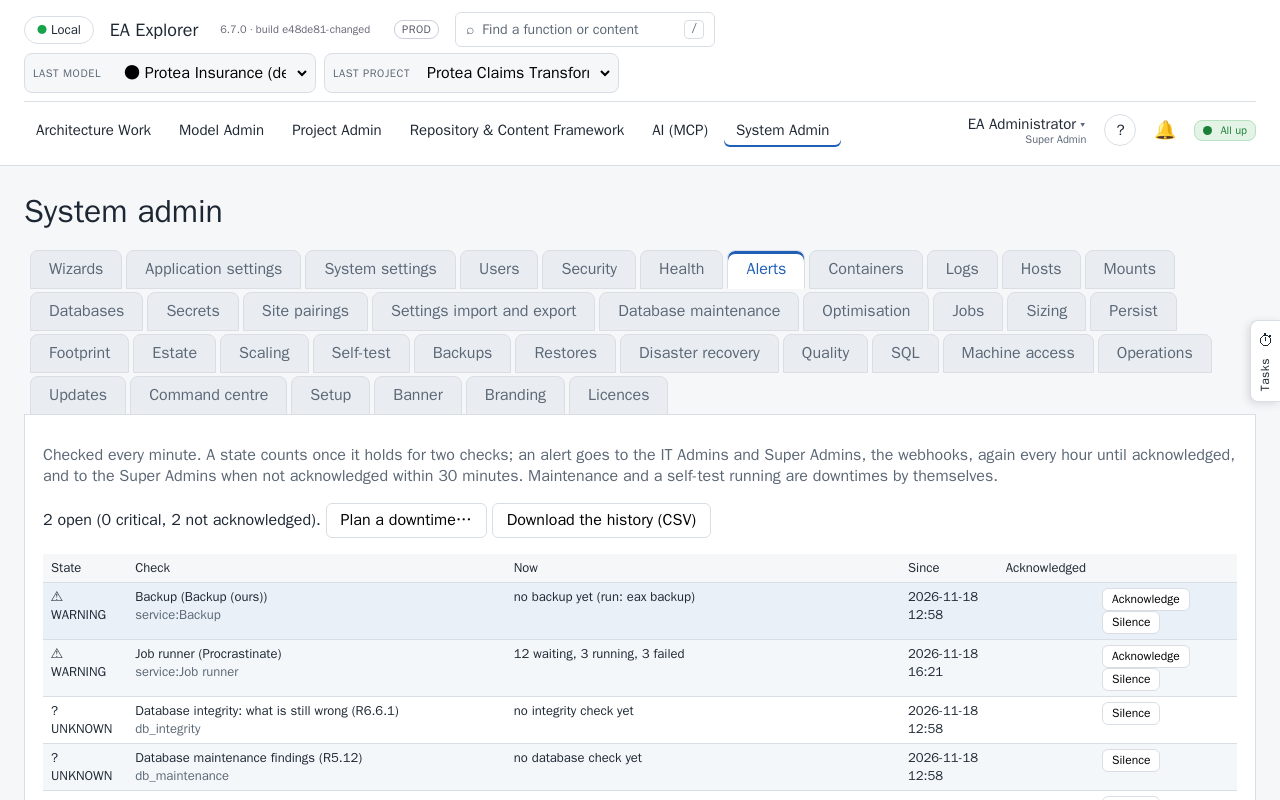 Local
EA Explorer
6.7.0 · build e48de81-changed
PROD
Find a function or content
/
LAST MODEL
Protea Insurance (de
LAST PROJECT
Protea Claims Transfor
Architecture Work
Model Admin
Project Admin
Repository & Content Framework
AI (MCP)
System Admin
EA Administrator
Super Admin
?
All up
System admin
Wizards
Application settings
System settings
Users
Security
Health
Alerts
Containers
Logs
Hosts
Mounts
Databases
Secrets
Site pairings
Settings import and export
Database maintenance
Optimisation
Jobs
Sizing
Persist
Footprint
Estate
Scaling
Self-test
Backups
Restores
Disaster recovery
Quality
SQL
Machine access
Operations
Updates
Command centre
Setup
Banner
Branding
Licences
Tasks
Checked every minute. A state counts once it holds for two checks; an alert goes to the IT Admins and Super Admins, the webhooks, again every hour until acknowledged,
and to the Super Admins when not acknowledged within 30 minutes. Maintenance and a self-test running are downtimes by themselves.
2 open (0 critical, 2 not acknowledged).
Plan a downtime···
Download the history (CSV)
State Check Now Since Acknowledged
⚠ Backup (Backup (ours)) no backup yet (run: eax backup) 2026-11-18 Acknowledge
WARNING service:Backup 12:58 Silence
⚠ Job runner (Procrastinate) 12 waiting, 3 running, 3 failed 2026-11-18 Acknowledge
WARNING service:Job runner 16:21 Silence
? Database integrity: what is still wrong (R6.6.1) no integrity check yet 2026-11-18 Silence
UNKNOWN db_integrity 12:58
? Database maintenance findings (R5.12) no database check yet 2026-11-18 Silence
UNKNOWN db_maintenance 12:58